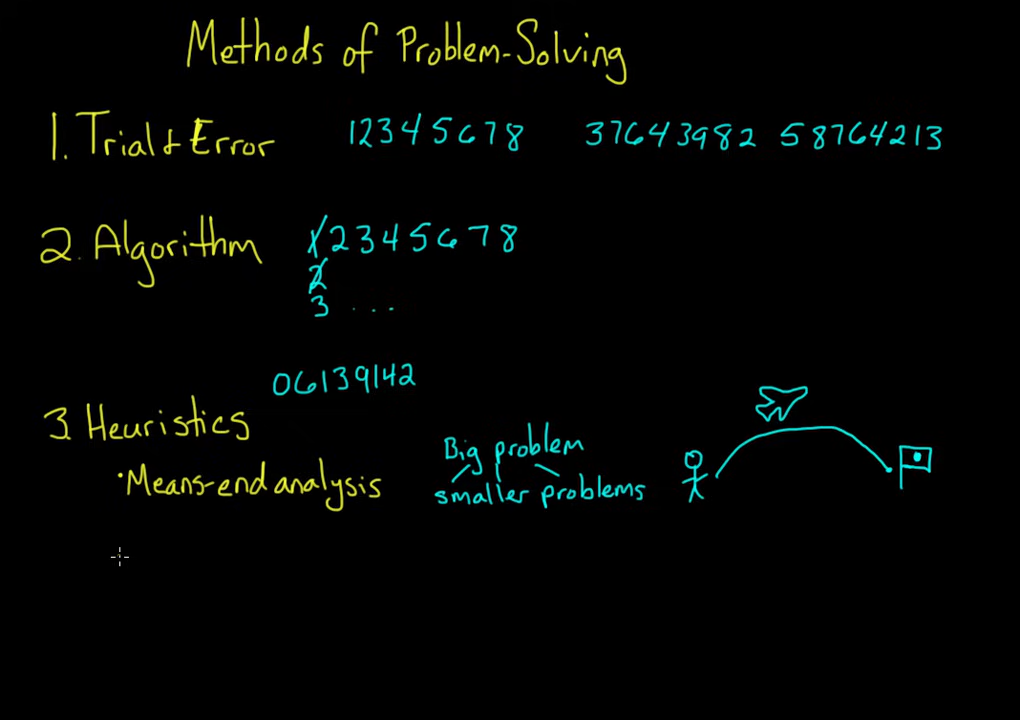 Methods of Problem-Solving
1. Trial & Error 12345678 37643982 58764213
2. Algorithm 12345678
2
3 ...
06139142
3. Heuristics
Big problem
• Means-end analysis smaller problems